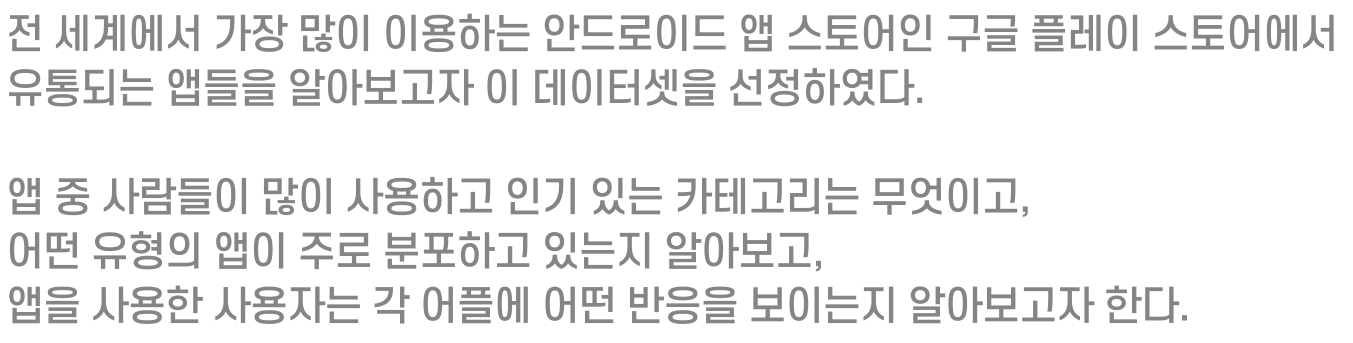 전 세계에서 가장 많이 이용하는 안드로이드 앱 스토어인 구글 플레이 스토어에서
유통되는 앱들을 알아보고자 이 데이터셋을 선정하였다.
앱 중 사람들이 많이 사용하고 인기 있는 카테고리는 무엇이고,
어떤 유형의 앱이 주로 분포하고 있는지 알아보고,
앱을 사용한 사용자는 각 어플에 어떤 반응을 보이는지 알아보고자 한다.